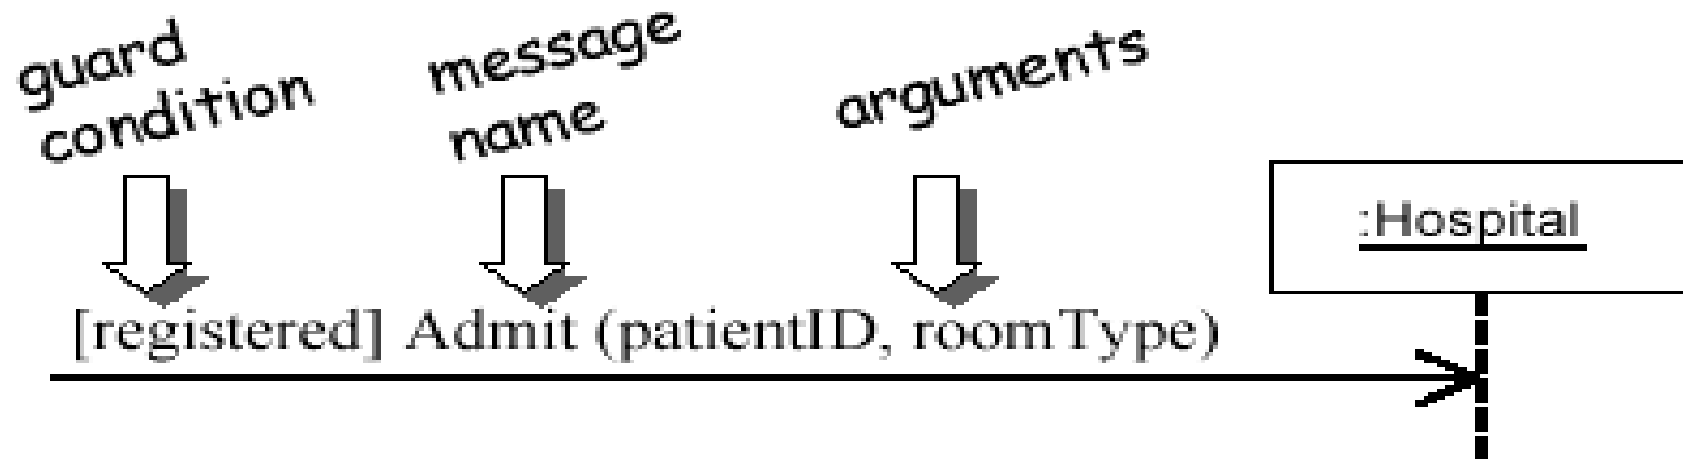 guard
condition
message
name
arguments
:Hospital
[registered] Admit (patientID, roomType)